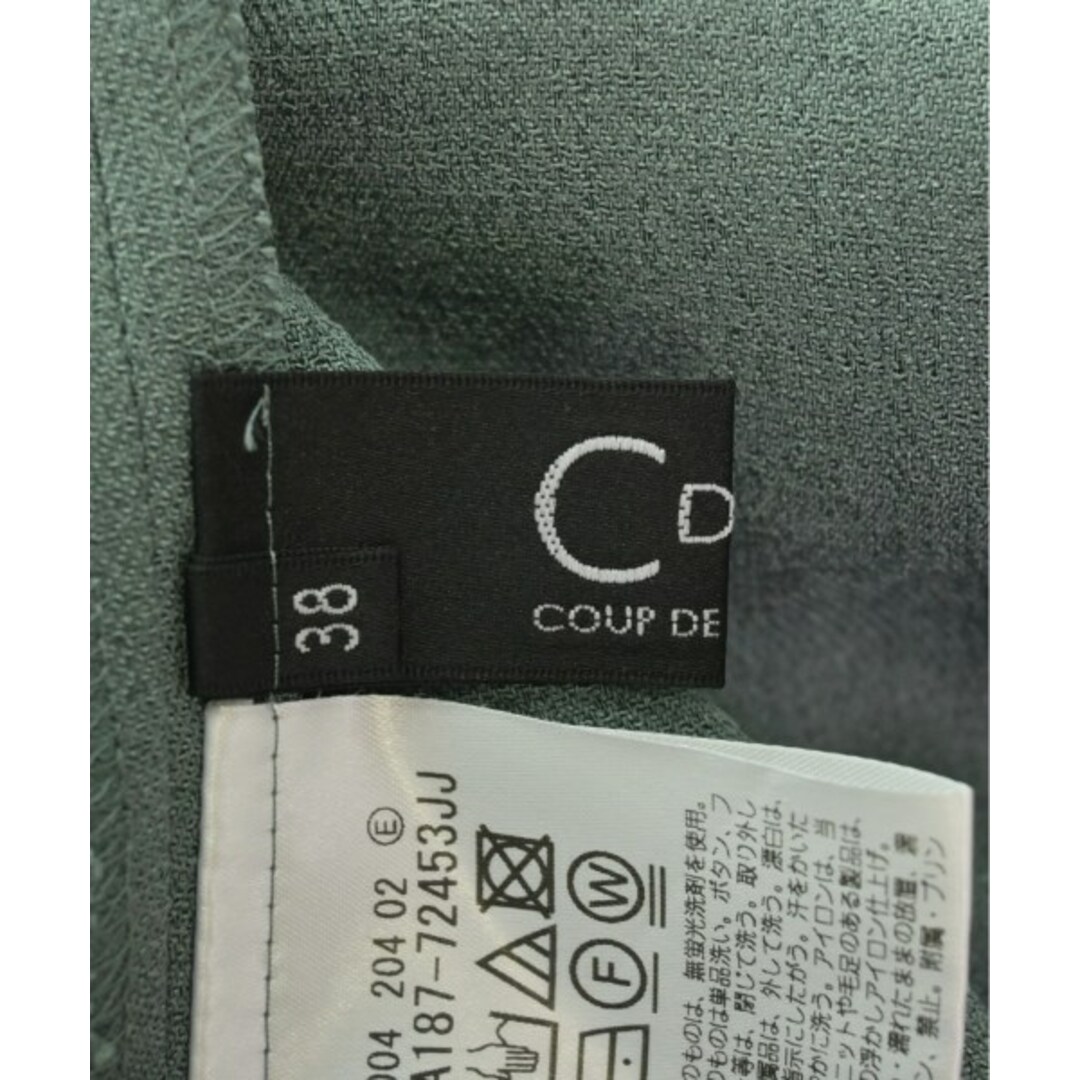 CD
COUP DE
38
004 204 02 Ⓔ
A187-72453JJ
W
F
のものは、無蛍光洗剤を使用。
のものは単品洗い。ボタン、フ
等は、閉じて洗う。取り外し
属品は、外して洗う。漂白は、
指示にしたがう。汗をかいた
やかに洗う。アイロンは、当
ニットや毛足のある製品は、
の浮かしアイロン仕上げ。
・濡れたままの放置、著
ン、禁止。附属・プリン